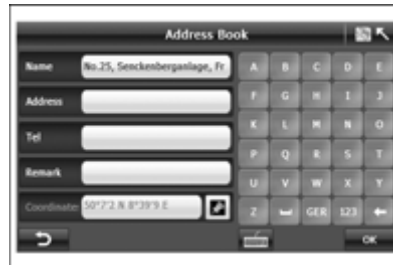 Address Book
Name No.25, Senckenberganlage, Fr A B C D E
Address F G H I J
K L M N O
Tel
P Q R S T
Remark
U V W X Y
Coordinate 50°7'2 N 8°39'9 E Z GER 123
OK